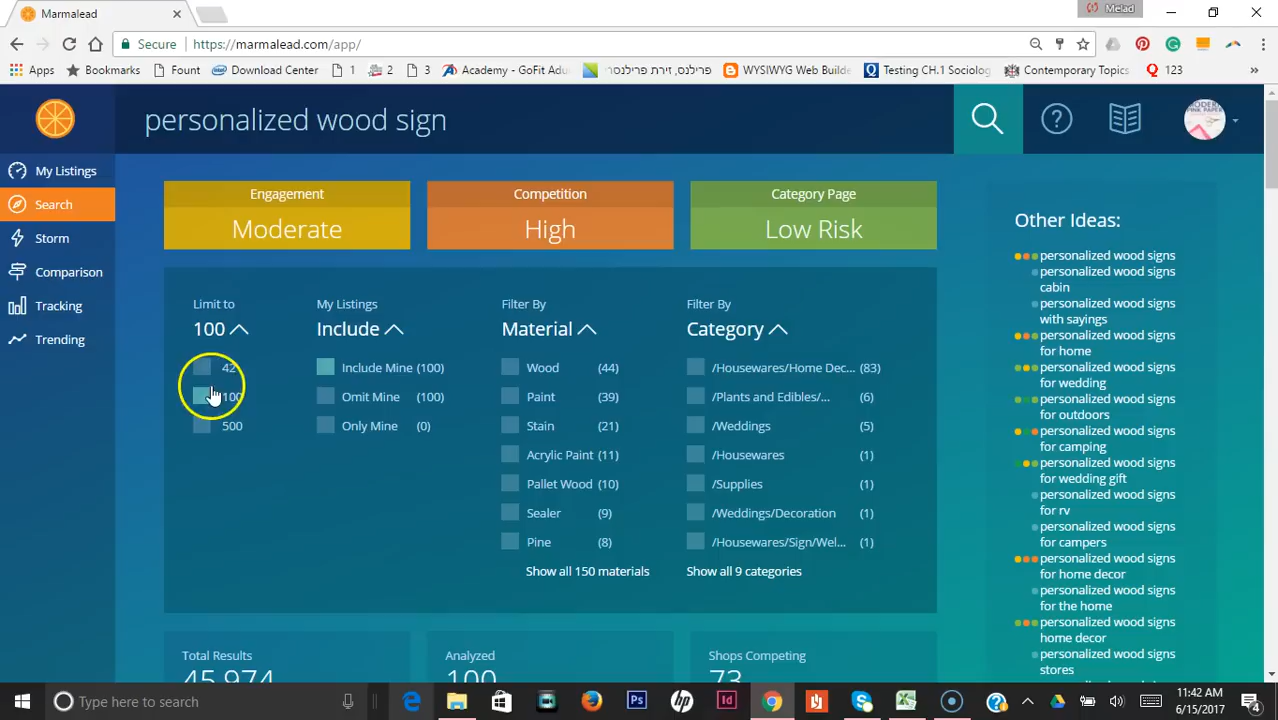 Marmalead
Melad
Secure
https://marmalead.com/app/
Apps
Bookmarks
Fount
Download Center
1
2
3
Academy - GoFit Adu
פרילנס, זירת פרילנסרי
WYSIWYG Web Builde
Testing CH.1 Sociolog
Contemporary Topics
123
personalized wood sign
My Listings
Search
Storm
Comparison
Tracking
Trending
Engagement
Moderate
Competition
High
Category Page
Low Risk
Limit to
100
42
100
500
My Listings
Include
Include Mine (100)
Omit Mine (100)
Only Mine (0)
Filter By
Material
Wood (44)
Paint (39)
Stain (21)
Acrylic Paint (11)
Pallet Wood (10)
Sealer (9)
Pine (8)
Show all 150 materials
Filter By
Category
/Housewares/Home Dec... (83)
/Plants and Edibles/... (6)
/Weddings (5)
/Housewares (1)
/Supplies (1)
/Weddings/Decoration (1)
/Housewares/Sign/Wel... (1)
Show all 9 categories
Total Results
45,974
Analyzed
100
Shops Competing
73
Other Ideas:
personalized wood signs
personalized wood signs
cabin
personalized wood signs
with sayings
personalized wood signs
for home
personalized wood signs
for wedding
personalized wood signs
for outdoors
personalized wood signs
for camping
personalized wood signs
for wedding gift
personalized wood signs
for rv
personalized wood signs
for campers
personalized wood signs
for home decor
personalized wood signs
for the home
personalized wood signs
home decor
personalized wood signs
stores
Type here to search
11:42 AM
6/15/2017